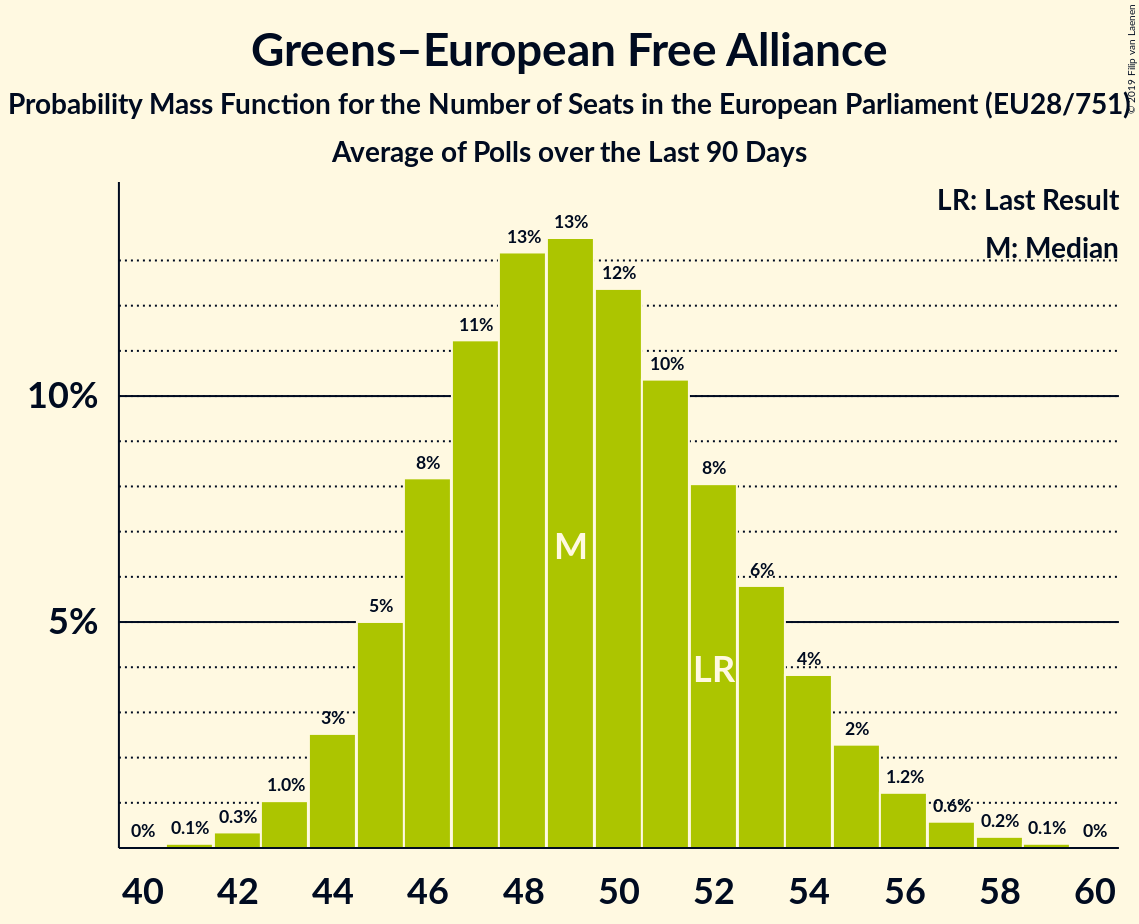 Greens–European Free Alliance
Probability Mass Function for the Number of Seats in the European Parliament (EU28/751)
Average of Polls over the Last 90 Days
© 2019 Filip van Laenen
LR: Last Result
M: Median
10%
5%
0%
0.1%
0.3%
1.0%
3%
5%
8%
11%
13%
13%
12%
10%
8%
6%
4%
2%
1.2%
0.6%
0.2%
0.1%
0%
M
LR
40 42 44 46 48 50 52 54 56 58 60